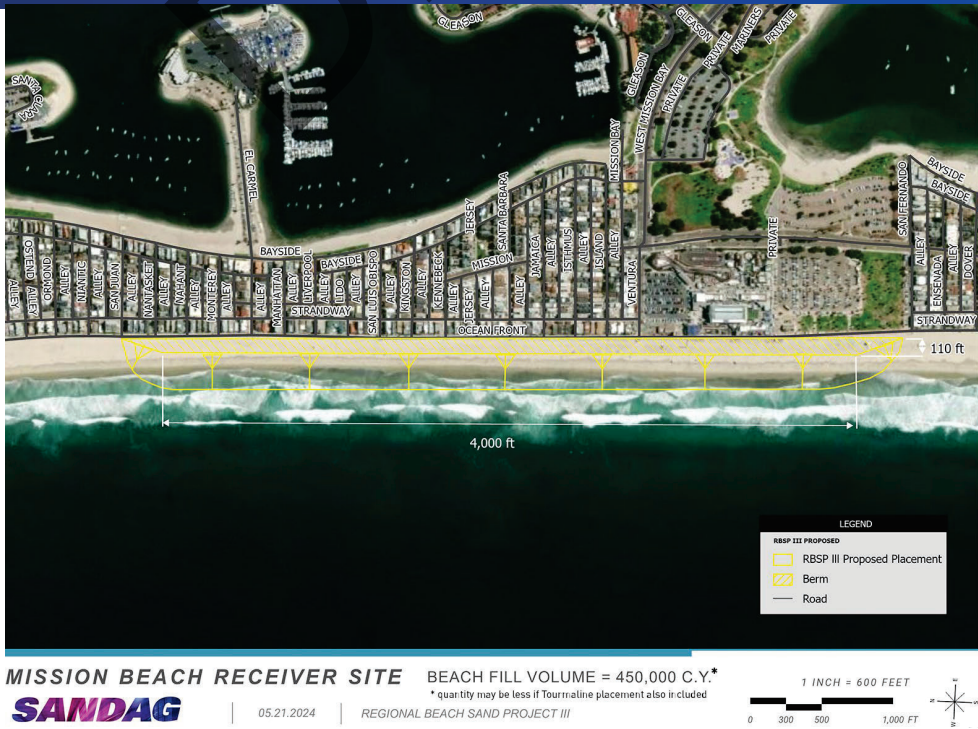 GLEASON
GLEASON
PRIVATE
MARINERS
PRIVATE
SANTA CLARA
GLEASON
WEST MISSION BAY
PRIVATE
EL CARMEL
MISSION BAY
JERSEY
SANTA BARBARA
SAN FERNANDO
BAYSIDE
BAYSIDE
BAYSIDE
BAYSIDE
MISSION
PRIVATE
OSTEND
ALLEY
ALLEY
ORMOND
ALLEY
NIANTIC
ALLEY
SAN JUAN
ALLEY
NANTASKET
ALLEY
NAHANT
ALLEY
MONTEREY
ALLEY
ALLEY
MANHATTAN
ALLEY
LIVERPOOL
ALLEY
LIDO
ALLEY
SAN LUIS OBISPO
ALLEY
KINGSTON
ALLEY
KENNEBECK
ALLEY
JERSEY
ALLEY
ALLEY
JAMAICA
ALLEY
ISTHMUS
ALLEY
ISLAND
ALLEY
VENTURA
ALLEY
ENSENADA
ALLEY
DOVER
STRANDWAY
STRANDWAY
OCEAN FRONT
110 ft
4,000 ft
LEGEND
RBSP III PROPOSED
RBSP III Proposed Placement
Berm
Road
MISSION BEACH RECEIVER SITE
BEACH FILL VOLUME = 450,000 C.Y.*
* quantity may be less if Tourmaline placement also included
SANDAG
05.21.2024
REGIONAL BEACH SAND PROJECT III
1 INCH = 600 FEET
0 300 500 1,000 FT
E
N
S
W